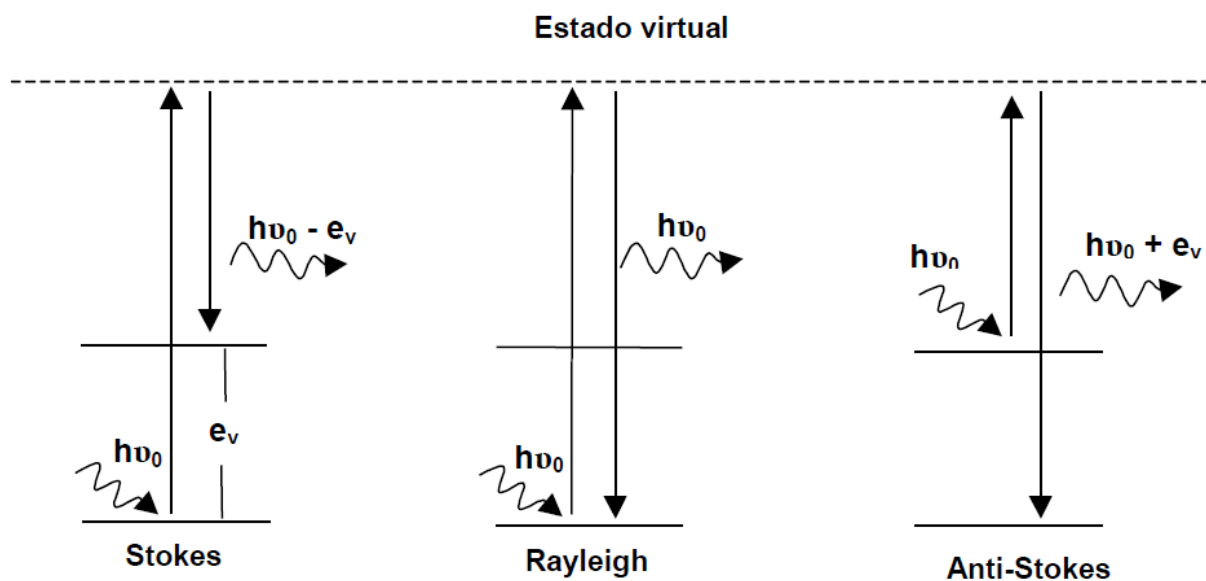 Estado virtual
hυ₀ - eᵥ
hυ₀
eᵥ
Stokes
hυ₀
hυ₀
Rayleigh
hυ₀
hυ₀ + eᵥ
Anti-Stokes